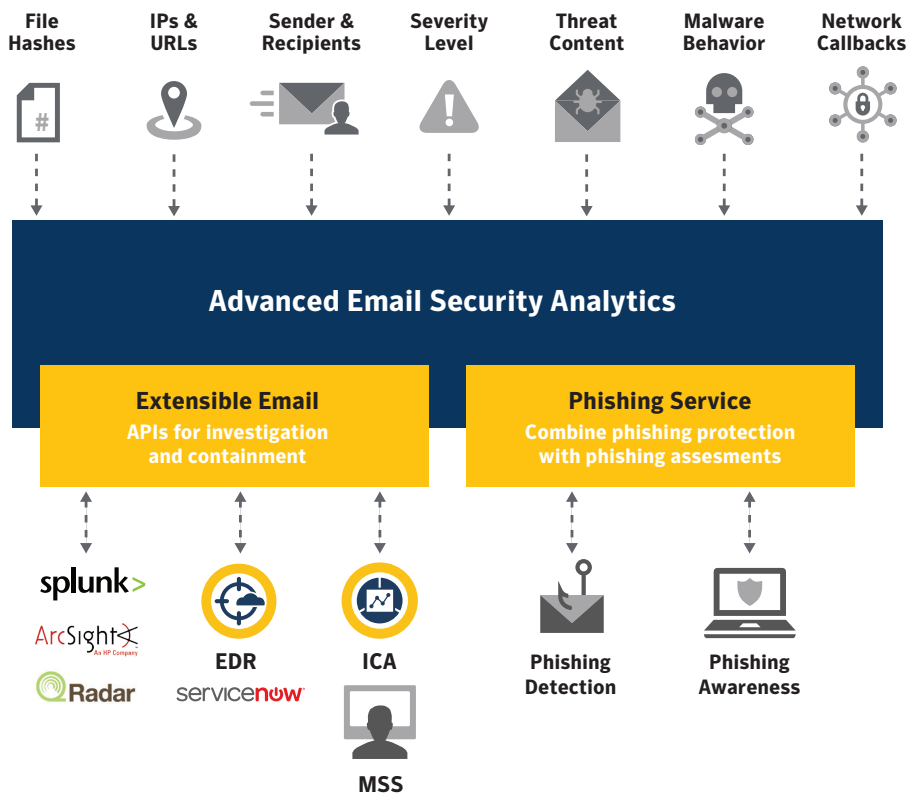 File
Hashes
IPs &
URLs
Sender &
Recipients
Severity
Level
Threat
Content
Malware
Behavior
Network
Callbacks
#
Advanced Email Security Analytics
Extensible Email
APIs for investigation
and containment
Phishing Service
Combine phishing protection
with phishing assesments
splunk>
ArcSight
An HP Company
QRadar
EDR
servicenow
ICA
MSS
Phishing
Detection
Phishing
Awareness